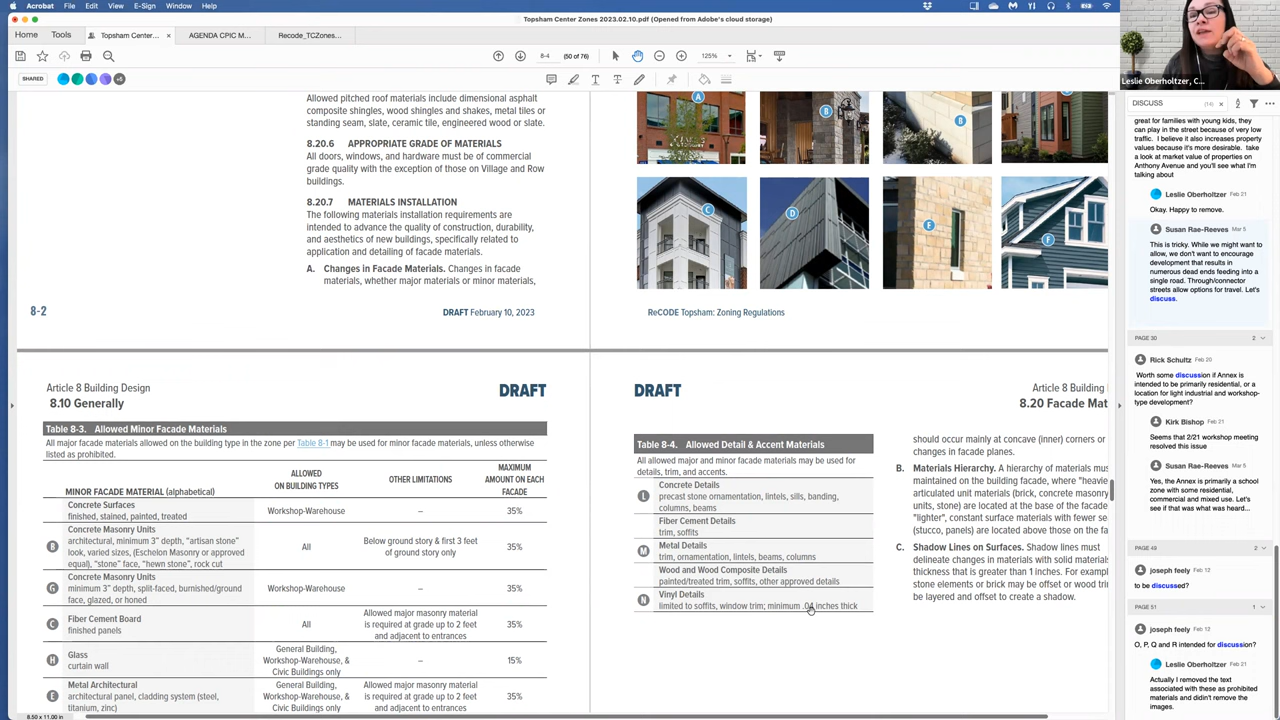 Acrobat File Edit View E-Sign Window Help
Topsham Center Zones 2023.02.10.pdf (Opened from Adobe's cloud storage)
Home Tools Topsham Center... × AGENDA CPIC M... Recode_TCZones...
8-4 (50 of 76) 125%
SHARED
Allowed pitched roof materials include dimensional asphalt
composite shingles, wood shingles and shakes, metal tiles or
standing seam, slate, ceramic tile, engineered wood or slate.
8.20.6 APPROPRIATE GRADE OF MATERIALS
All doors, windows, and hardware must be of commercial
grade quality with the exception of those on Village and Row
buildings.
8.20.7 MATERIALS INSTALLATION
The following materials installation requirements are
intended to advance the quality of construction, durability,
and aesthetics of new buildings, specifically related to
application and detailing of facade materials.
A. Changes in Facade Materials. Changes in facade
materials, whether major materials or minor materials,
8-2
DRAFT February 10, 2023
A
B
B
C
D
E
F
ReCODE Topsham: Zoning Regulations
Article 8 Building Design
8.10 Generally
DRAFT
Table 8-3. Allowed Minor Facade Materials
All major facade materials allowed on the building type in the zone per Table 8-1 may be used for minor facade materials, unless otherwise
listed as prohibited.
MINOR FACADE MATERIAL (alphabetical)
ALLOWED
ON BUILDING TYPES
OTHER LIMITATIONS
MAXIMUM
AMOUNT ON EACH
FACADE
Concrete Surfaces
finished, stained, painted, treated
Workshop-Warehouse
–
35%
B
Concrete Masonry Units
architectural, minimum 3" depth, "artisan stone"
look, varied sizes, (Echselon Masonry or approved
equal), "stone" face, "hewn stone", rock cut
All
Below ground story & first 3 feet
of ground story only
35%
G
Concrete Masonry Units
minimum 3" depth, split-faced, burnished/ground
face, glazed, or honed
Workshop-Warehouse
–
35%
C
Fiber Cement Board
finished panels
All
Allowed major masonry material
is required at grade up to 2 feet
and adjacent to entrances
35%
H
Glass
curtain wall
General Building,
Workshop-Warehouse, &
Civic Buildings only
–
15%
E
Metal Architectural
architectural panel, cladding system (steel,
titanium, zinc)
General Building,
Workshop-Warehouse, &
Civic Buildings only
Allowed major masonry material
is required at grade up to 2 feet
and adjacent to entrances
35%
8.50 x 11.00 in
DRAFT
Article 8 Building
8.20 Facade Mat
Table 8-4. Allowed Detail & Accent Materials
All allowed major and minor facade materials may be used for
details, trim, and accents.
L
Concrete Details
precast stone ornamentation, lintels, sills, banding,
columns, beams
Fiber Cement Details
trim, soffits
M
Metal Details
trim, ornamentation, lintels, beams, columns
Wood and Wood Composite Details
painted/treated trim, soffits, other approved details
N
Vinyl Details
limited to soffits, window trim; minimum inches thick
should occur mainly at concave (inner) corners or
changes in facade planes.
B. Materials Hierarchy. A hierarchy of materials mus
maintained on the building facade, where "heavie
articulated unit materials (brick, concrete masonry
units, stone) are located at the base of the facade
"lighter", constant surface materials with fewer se
(stucco, panels) are located above those on the fa
C. Shadow Lines on Surfaces. Shadow lines must
delineate changes in materials with solid materials
thickness that is greater than 1 inches. For exampl
stone elements or brick may be offset or wood tri
be layered and offset to create a shadow.
Leslie Oberholtzer, C...
DISCUSS (14) ×
great for families with young kids, they
can play in the street because of very low
traffic. I believe it also increases property
values because it's more desirable. take
a look at market value of properties on
Anthony Avenue and you'll see what I'm
talking about
Leslie Oberholtzer Feb 21
Okay. Happy to remove.
Susan Rae-Reeves Mar 5
This is tricky. While we might want to
allow, we don't want to encourage
development that results in
numerous dead ends feeding into a
single road. Through/connector
streets allow options for travel. Let's
discuss.
PAGE 30 2
Rick Schultz Feb 20
Worth some discussion if Annex is
intended to be primarily residential, or a
location for light industrial and workshop-
type development?
Kirk Bishop Feb 21
Seems that 2/21 workshop meeting
resolved this issue
Susan Rae-Reeves Mar 5
Yes, the Annex is primarily a school
zone with some residential,
commercial and mixed use. Let's
see if that was what was heard...
PAGE 49 2
joseph feely Feb 12
to be discussed?
PAGE 51 1
joseph feely Feb 12
O, P, Q and R intended for discussion?
Leslie Oberholtzer Feb 21
Actually I removed the text
associated with these as prohibited
materials and didn't remove the
images.